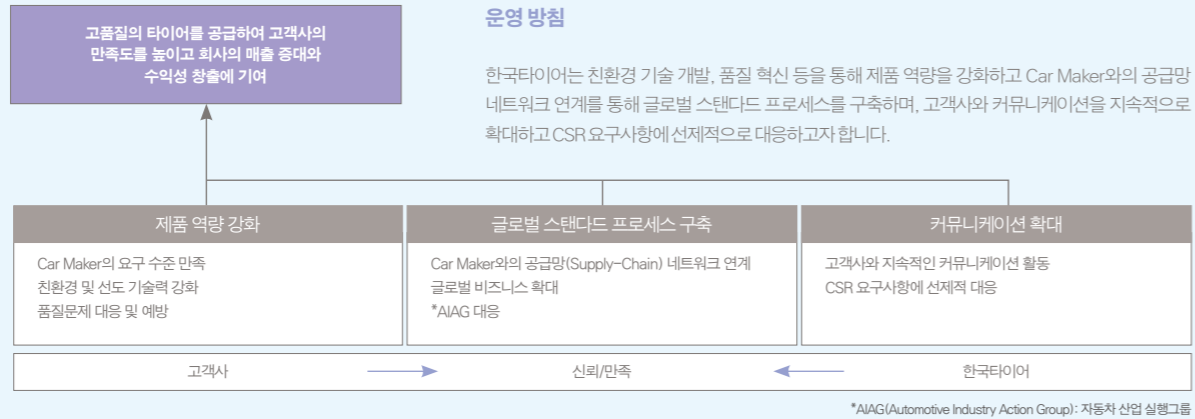 고품질의 타이어를 공급하여 고객사의
만족도를 높이고 회사의 매출 증대와
수익성 창출에 기여
운영 방침
한국타이어는 친환경 기술 개발, 품질 혁신 등을 통해 제품 역량을 강화하고 Car Maker와의 공급망
네트워크 연계를 통해 글로벌 스탠다드 프로세스를 구축하며, 고객사와 커뮤니케이션을 지속적으로
확대하고 CSR 요구사항에 선제적으로 대응하고자 합니다.
제품 역량 강화
Car Maker의 요구 수준 만족
친환경 및 선도 기술력 강화
품질문제 대응 및 예방
글로벌 스탠다드 프로세스 구축
Car Maker와의 공급망(Supply-Chain) 네트워크 연계
글로벌 비즈니스 확대
*AIAG 대응
커뮤니케이션 확대
고객사와 지속적인 커뮤니케이션 활동
CSR 요구사항에 선제적 대응
고객사
신뢰/만족
한국타이어
*AIAG(Automotive Industry Action Group): 자동차 산업 실행그룹